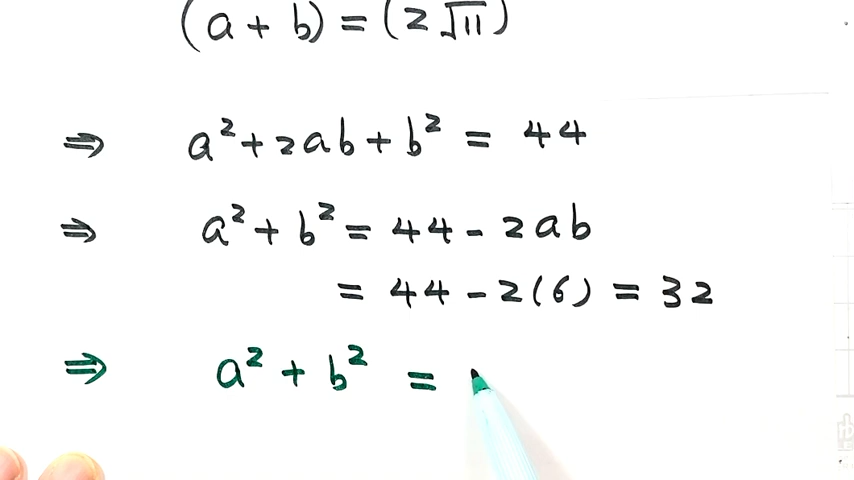 (a + b) = (2√11)
⇒ a² + 2ab + b² = 44
⇒ a² + b² = 44 - 2ab
= 44 - 2(6) = 32
⇒ a² + b² =